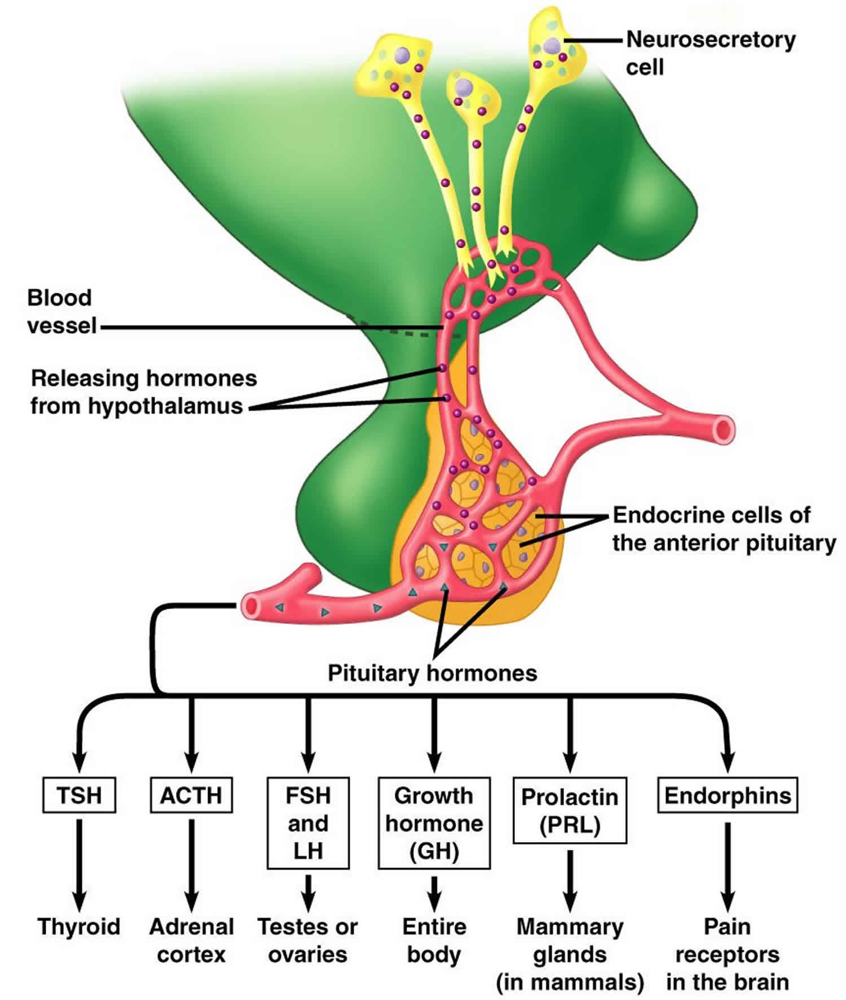 Neurosecretory
cell
Blood
vessel
Releasing hormones
from hypothalamus
Endocrine cells of
the anterior pituitary
Pituitary hormones
TSH
ACTH
FSH
and
LH
Growth
hormone
(GH)
Prolactin
(PRL)
Endorphins
Thyroid
Adrenal
cortex
Testes or
ovaries
Entire
body
Mammary
glands
(in mammals)
Pain
receptors
in the brain